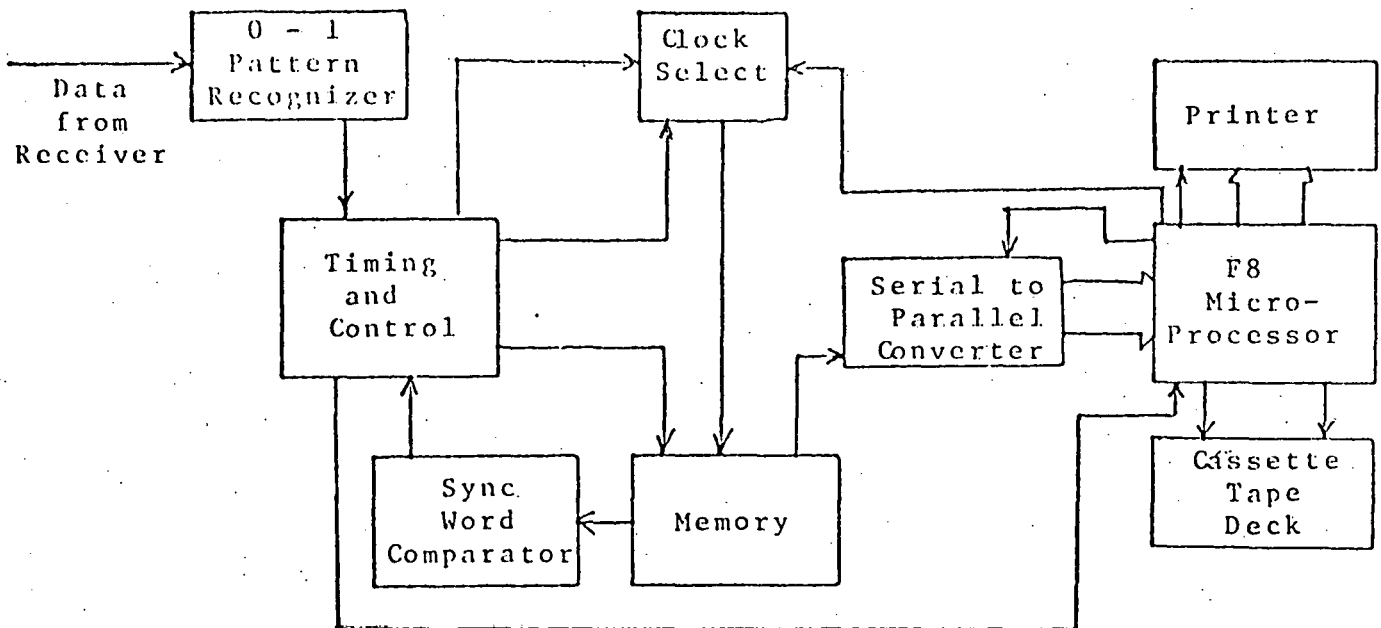 0 - 1
Pattern
Recognizer
Data
from
Receiver
Clock
Select
Printer
Timing
and
Control
Serial to
Parallel
Converter
F8
Micro-
Processor
Sync
Word
Comparator
Memory
Cassette
Tape
Deck